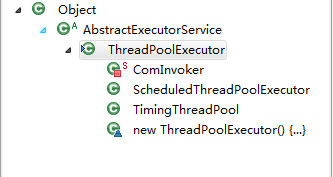 Object
AbstractExecutorService
ThreadPoolExecutor
ComInvoker
ScheduledThreadPoolExecutor
TimingThreadPool
new ThreadPoolExecutor() {...}